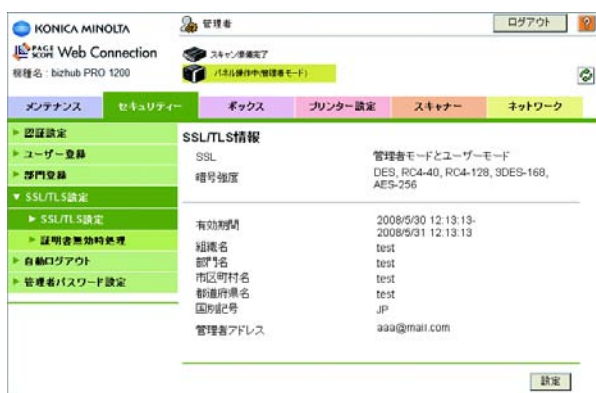 KONICA MINOLTA
管理者
ログアウト
?
PAGE SCOPE Web Connection
スキャン準備完了
機種名 : bizhub PRO 1200
パネル操作中(管理者モード)
メンテナンス
セキュリティー
ボックス
プリンター設定
スキャナー
ネットワーク
認証設定
ユーザー登録
部門登録
SSL/TLS設定
SSL/TLS設定
証明書無効時処理
自動ログアウト
管理者パスワード設定
SSL/TLS情報
SSL 管理者モードとユーザーモード
暗号強度 DES, RC4-40, RC4-128, 3DES-168,
AES-256
有効期間 2008/5/30 12:13:13-
2008/5/31 12:13:13
組織名 test
部門名 test
市区町村名 test
都道府県名 test
国別記号 JP
管理者アドレス aaa@mail.com
設定